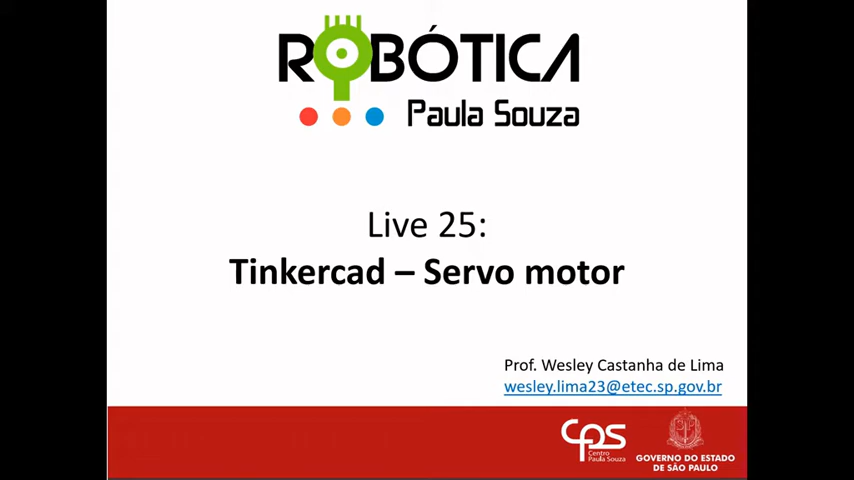 ROBÓTICA
Paula Souza
Live 25:
Tinkercad – Servo motor
Prof. Wesley Castanha de Lima
wesley.lima23@etec.sp.gov.br
cps
Centro
Paula Souza
GOVERNO DO ESTADO
DE SÃO PAULO